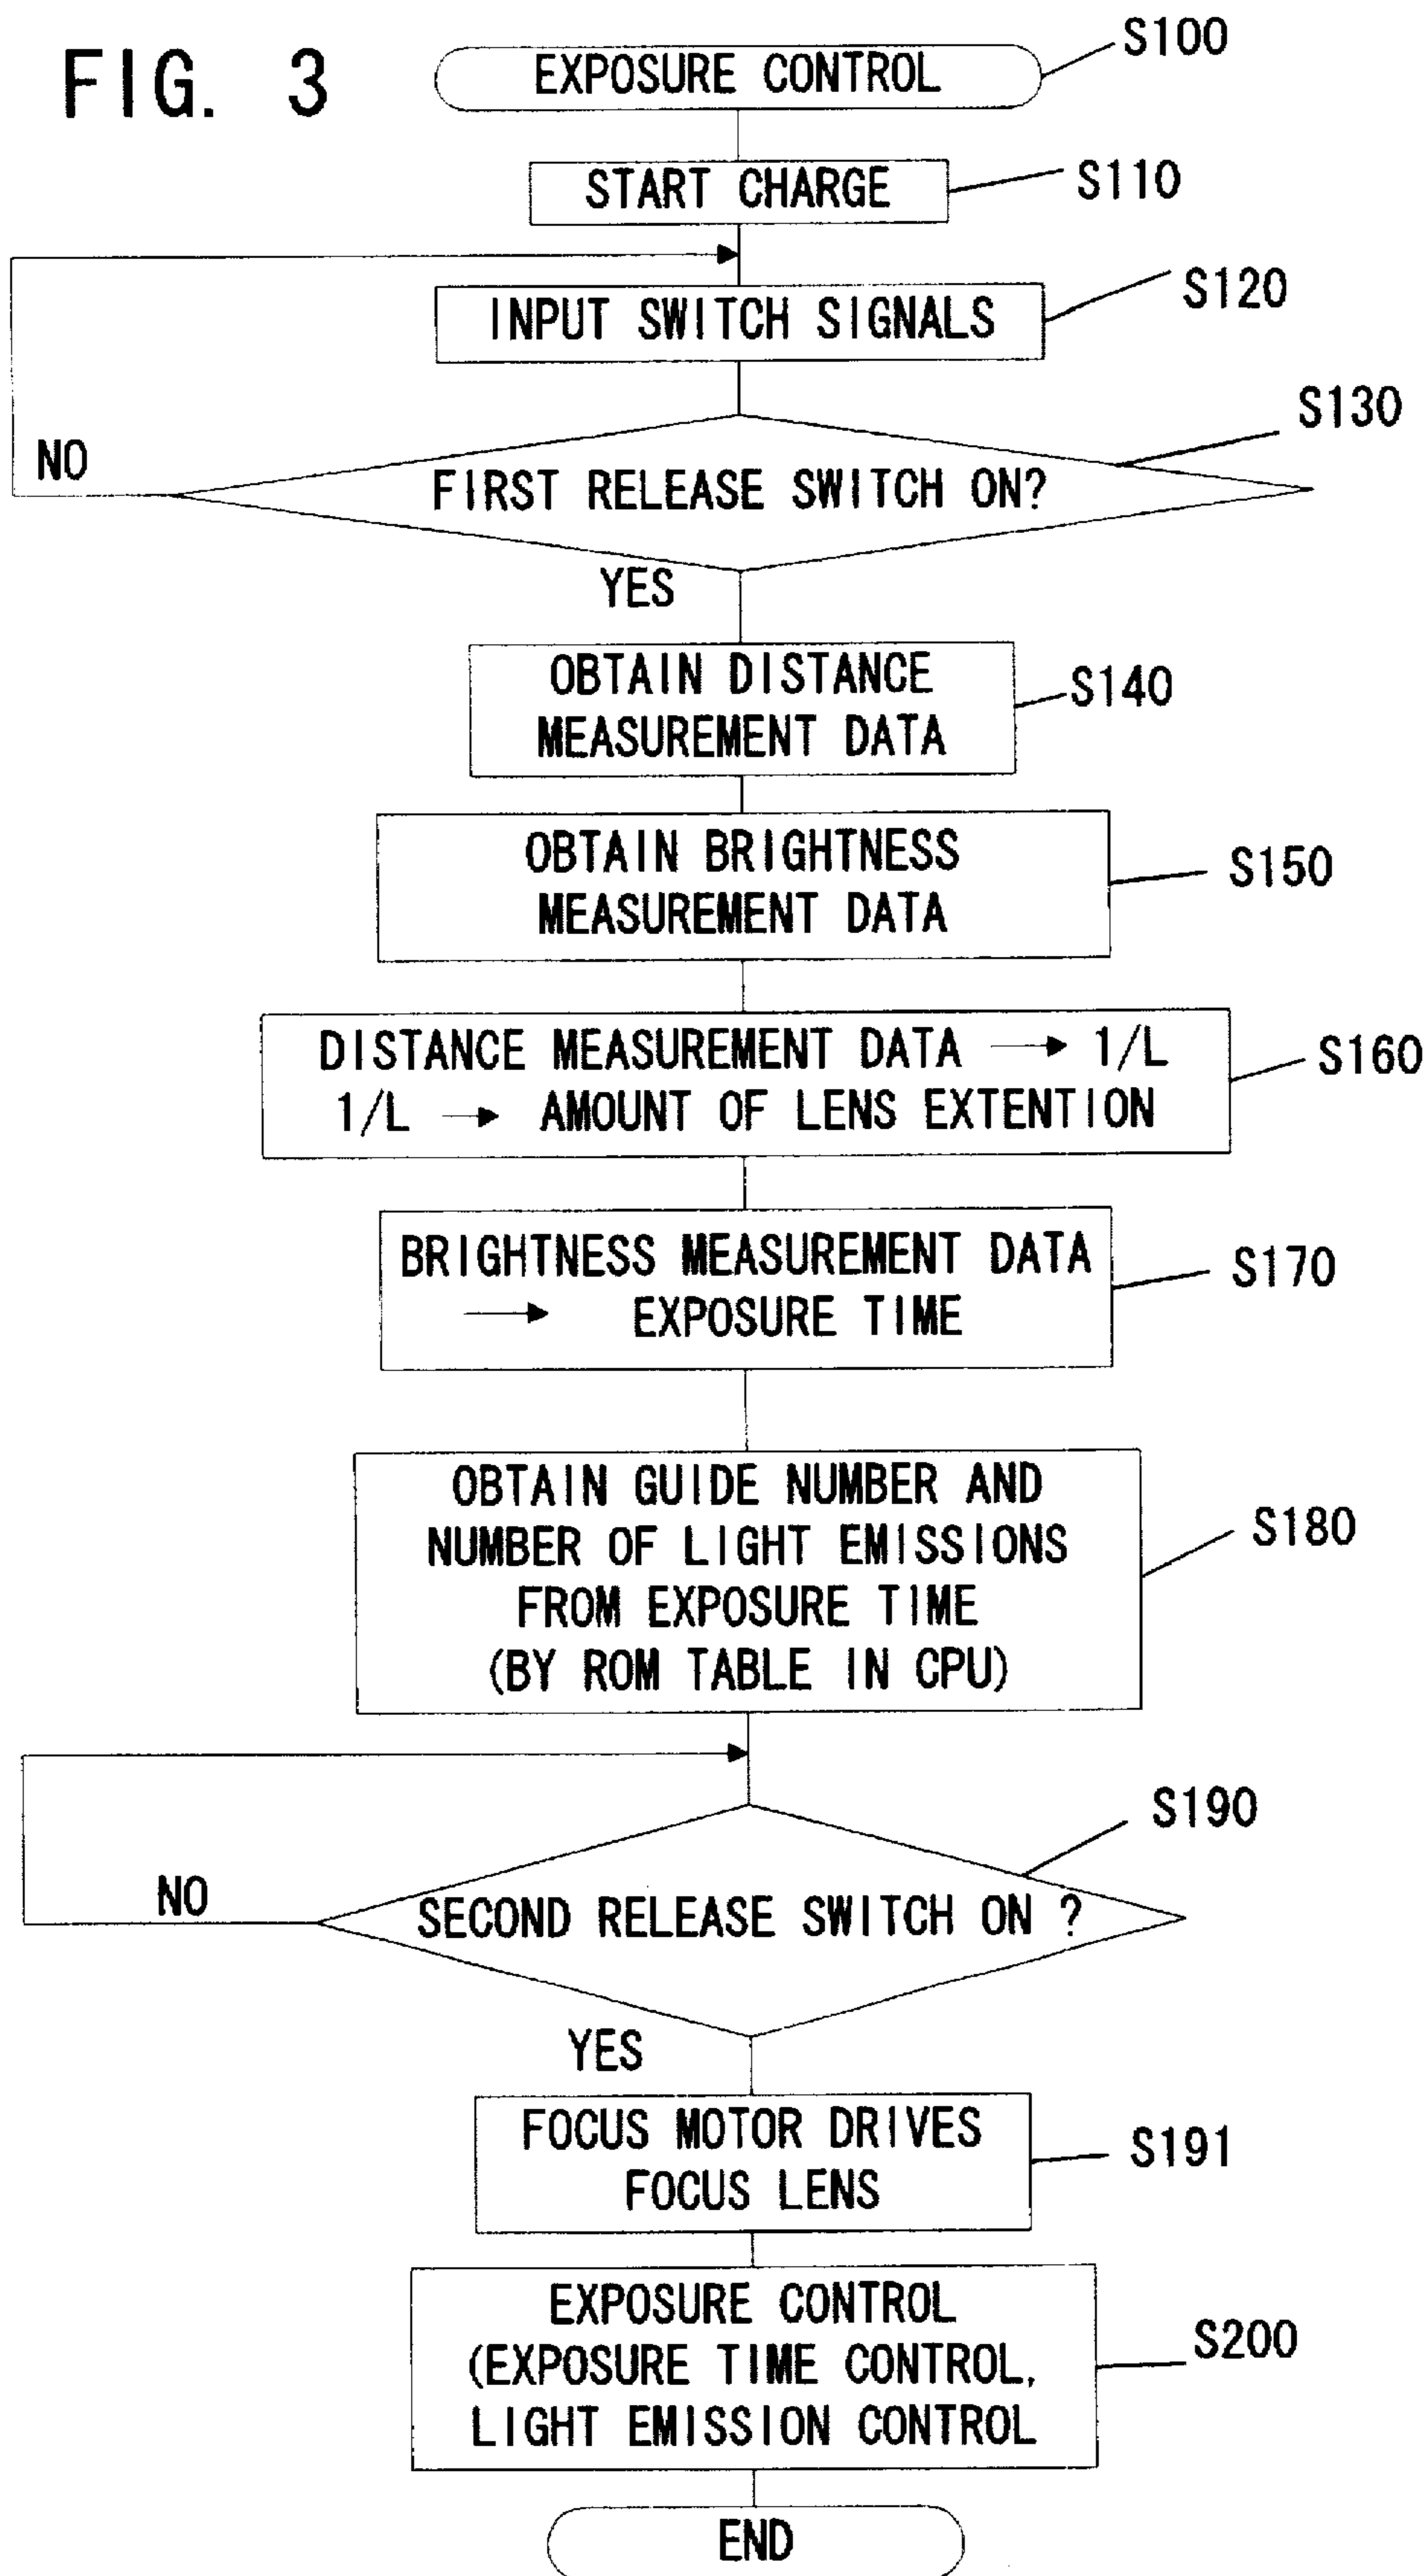 FIG. 3
EXPOSURE CONTROL
S100
START CHARGE
S110
INPUT SWITCH SIGNALS
S120
FIRST RELEASE SWITCH ON?
S130
NO
YES
OBTAIN DISTANCE
MEASUREMENT DATA
S140
OBTAIN BRIGHTNESS
MEASUREMENT DATA
S150
DISTANCE MEASUREMENT DATA → 1/L
1/L → AMOUNT OF LENS EXTENTION
S160
BRIGHTNESS MEASUREMENT DATA
→ EXPOSURE TIME
S170
OBTAIN GUIDE NUMBER AND
NUMBER OF LIGHT EMISSIONS
FROM EXPOSURE TIME
(BY ROM TABLE IN CPU)
S180
SECOND RELEASE SWITCH ON ?
S190
NO
YES
FOCUS MOTOR DRIVES
FOCUS LENS
S191
EXPOSURE CONTROL
(EXPOSURE TIME CONTROL,
LIGHT EMISSION CONTROL
S200
END